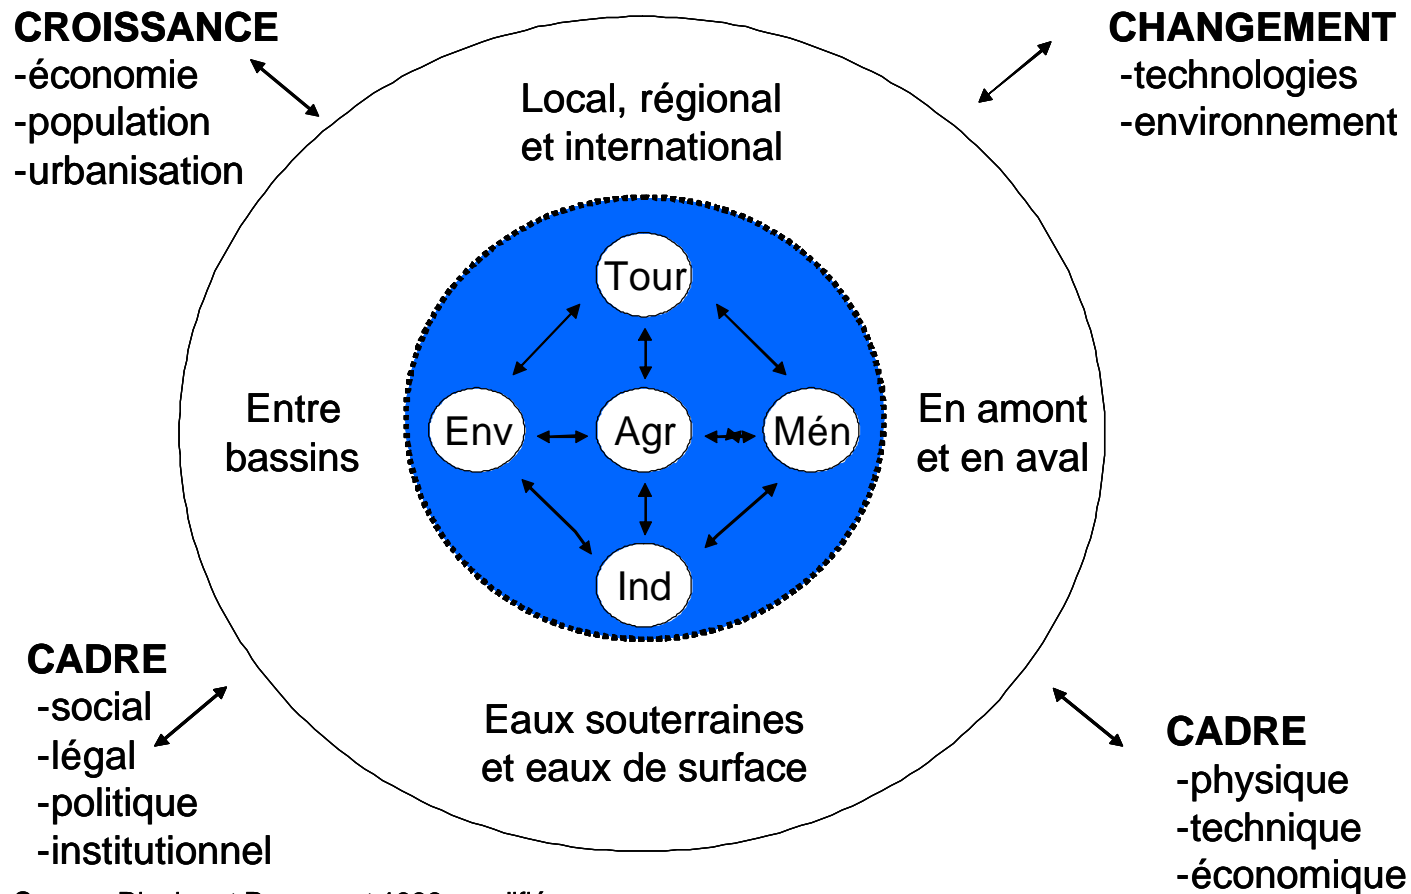 CROISSANCE
-économie
-population
-urbanisation
CHANGEMENT
-technologies
-environnement
Local, régional
et international
Tour
Entre
bassins
Env
Agr
Mén
En amont
et en aval
Ind
Eaux souterraines
et eaux de surface
CADRE
-social
-légal
-politique
-institutionnel
CADRE
-physique
-technique
-économique